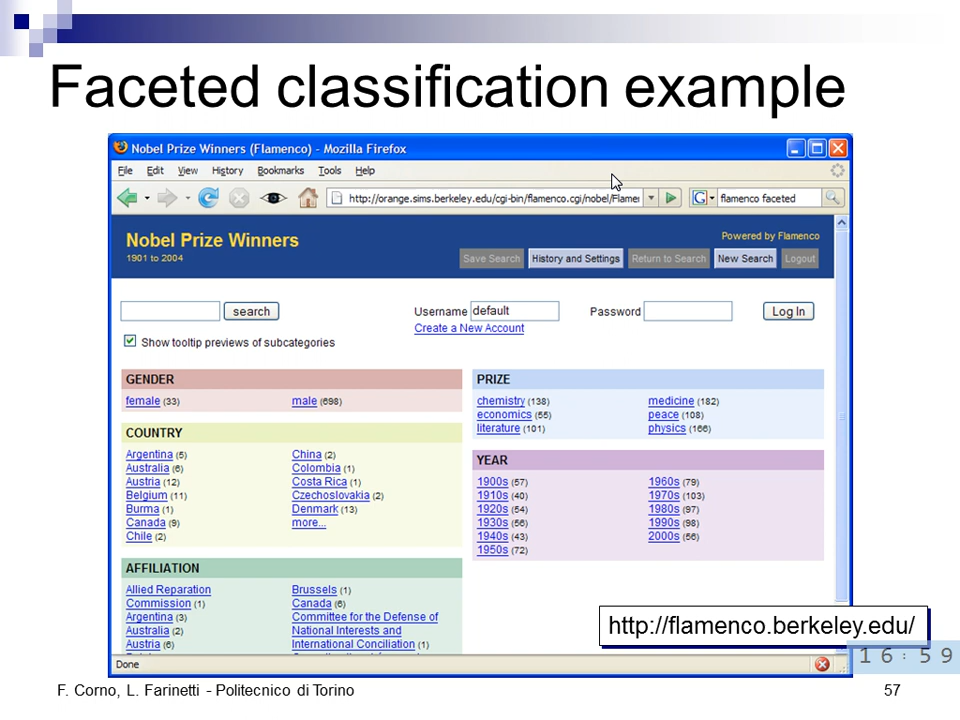 Faceted classification example
Nobel Prize Winners (Flamenco) - Mozilla Firefox
File Edit View History Bookmarks Tools Help
http://orange.sims.berkeley.edu/cgi-bin/flamenco.cgi/nobel/Flamer
G flamenco faceted
Nobel Prize Winners
1901 to 2004
Powered by Flamenco
Save Search History and Settings Return to Search New Search Logout
search
Username default Password Log In
Create a New Account
Show tooltip previews of subcategories
GENDER
female (33) male (698)
COUNTRY
Argentina (5) China (2)
Australia (6) Colombia (1)
Austria (12) Costa Rica (1)
Belgium (11) Czechoslovakia (2)
Burma (1) Denmark (13)
Canada (9) more...
Chile (2)
AFFILIATION
Allied Reparation Brussels (1)
Commission (1) Canada (6)
Argentina (3) Committee for the Defense of
Australia (2) National Interests and
Austria (6) International Conciliation (1)
PRIZE
chemistry (138) medicine (182)
economics (55) peace (108)
literature (101) physics (166)
YEAR
1900s (57) 1960s (79)
1910s (40) 1970s (103)
1920s (54) 1980s (97)
1930s (56) 1990s (98)
1940s (43) 2000s (56)
1950s (72)
http://flamenco.berkeley.edu/
16:59
Done
F. Corno, L. Farinetti - Politecnico di Torino
57